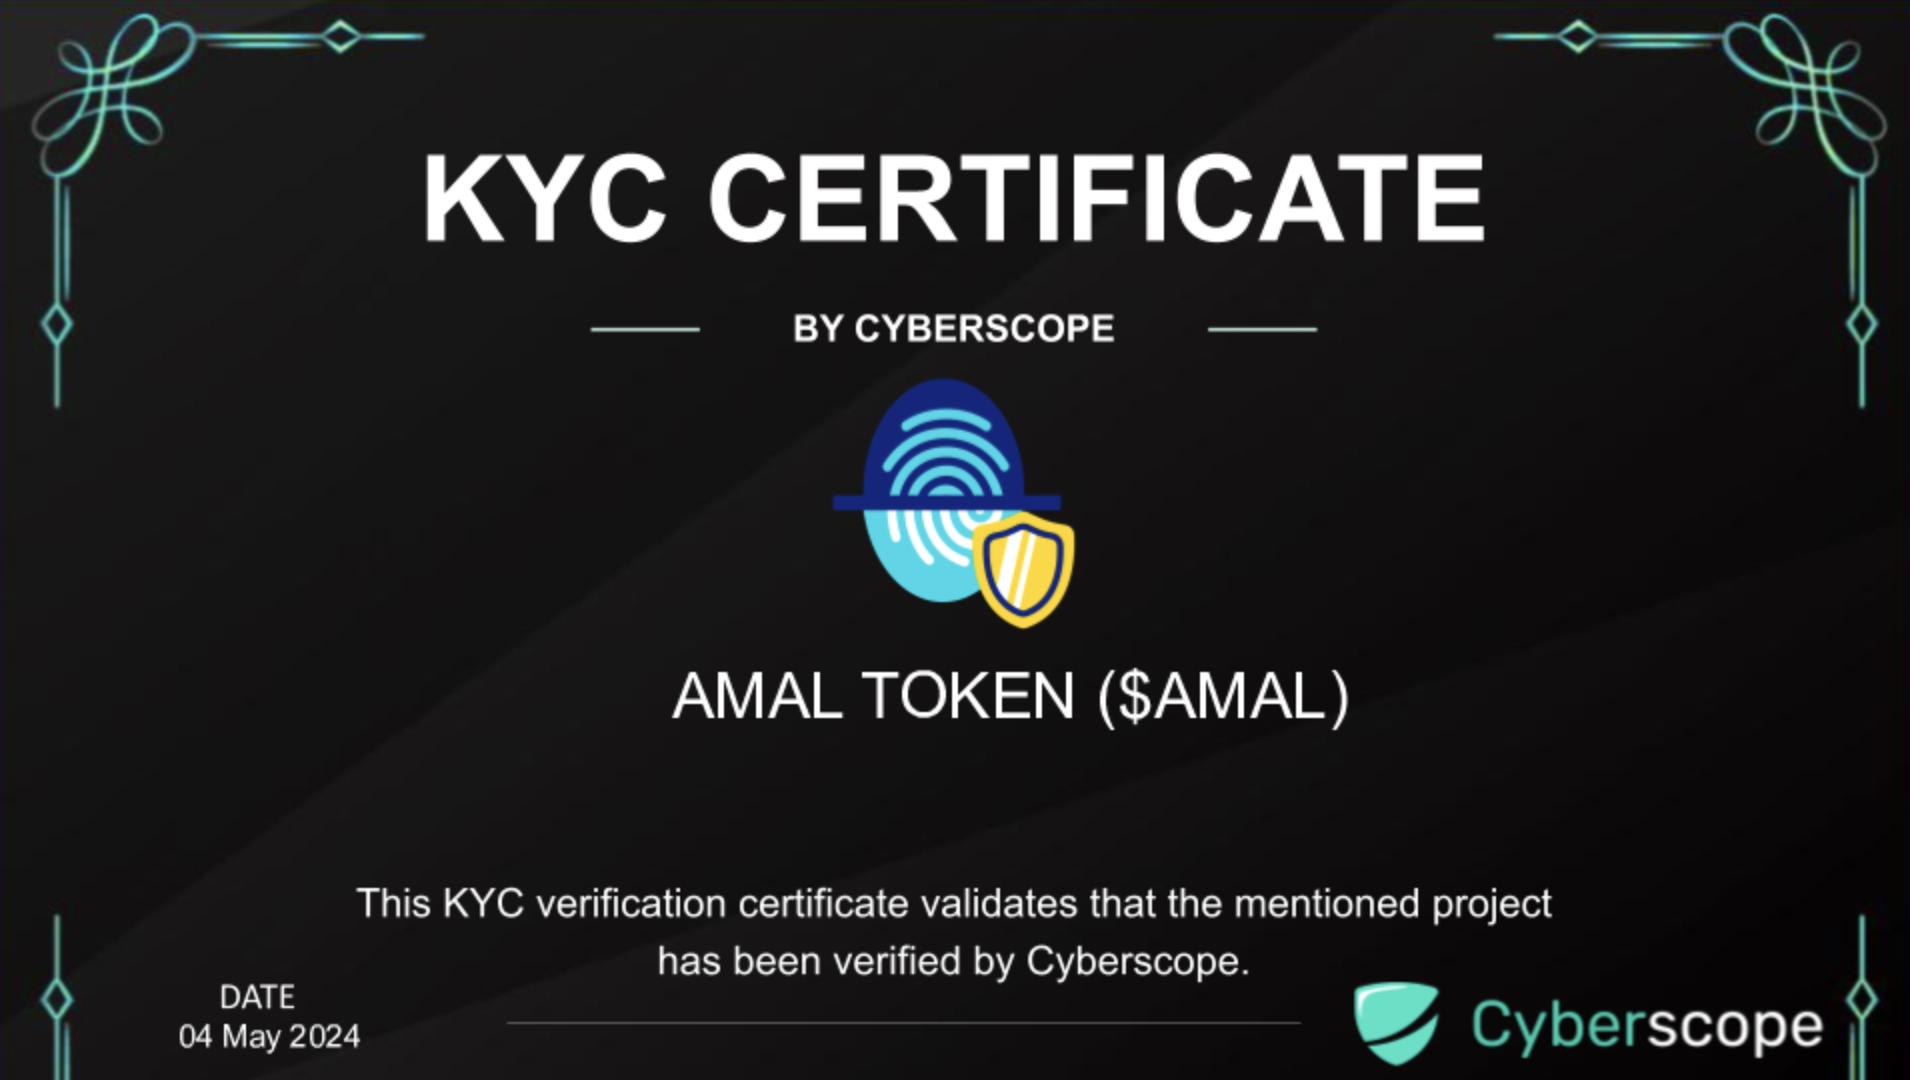 KYC CERTIFICATE
BY CYBERSCOPE
AMAL TOKEN ($AMAL)
This KYC verification certificate validates that the mentioned project
has been verified by Cyberscope.
DATE
04 May 2024
Cyberscope